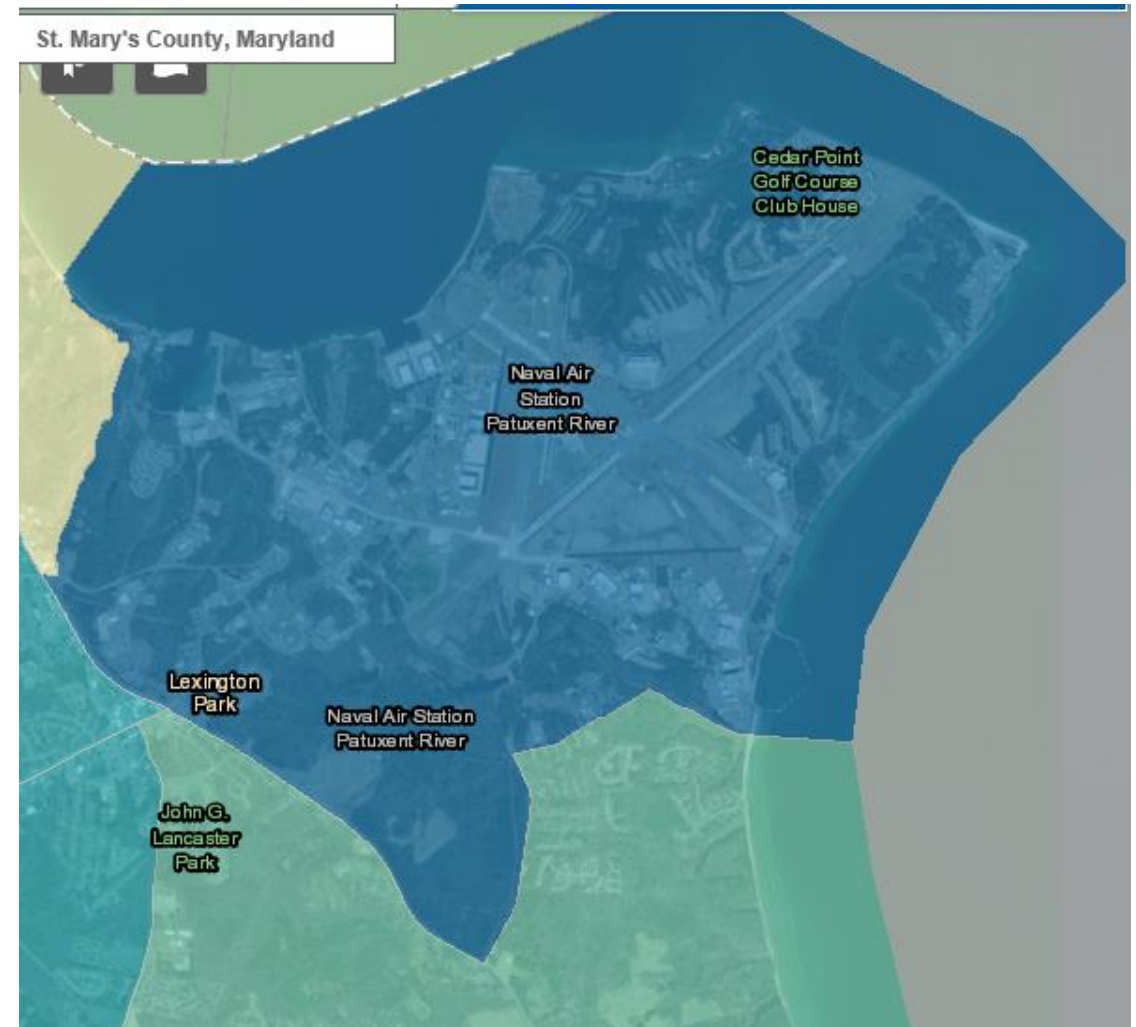 St. Mary's County, Maryland
Cedar Point
Golf Course
Club House
Naval Air
Station
Patuxent River
Lexington
Park
Naval Air Station
Patuxent River
John G.
Lancaster
Park